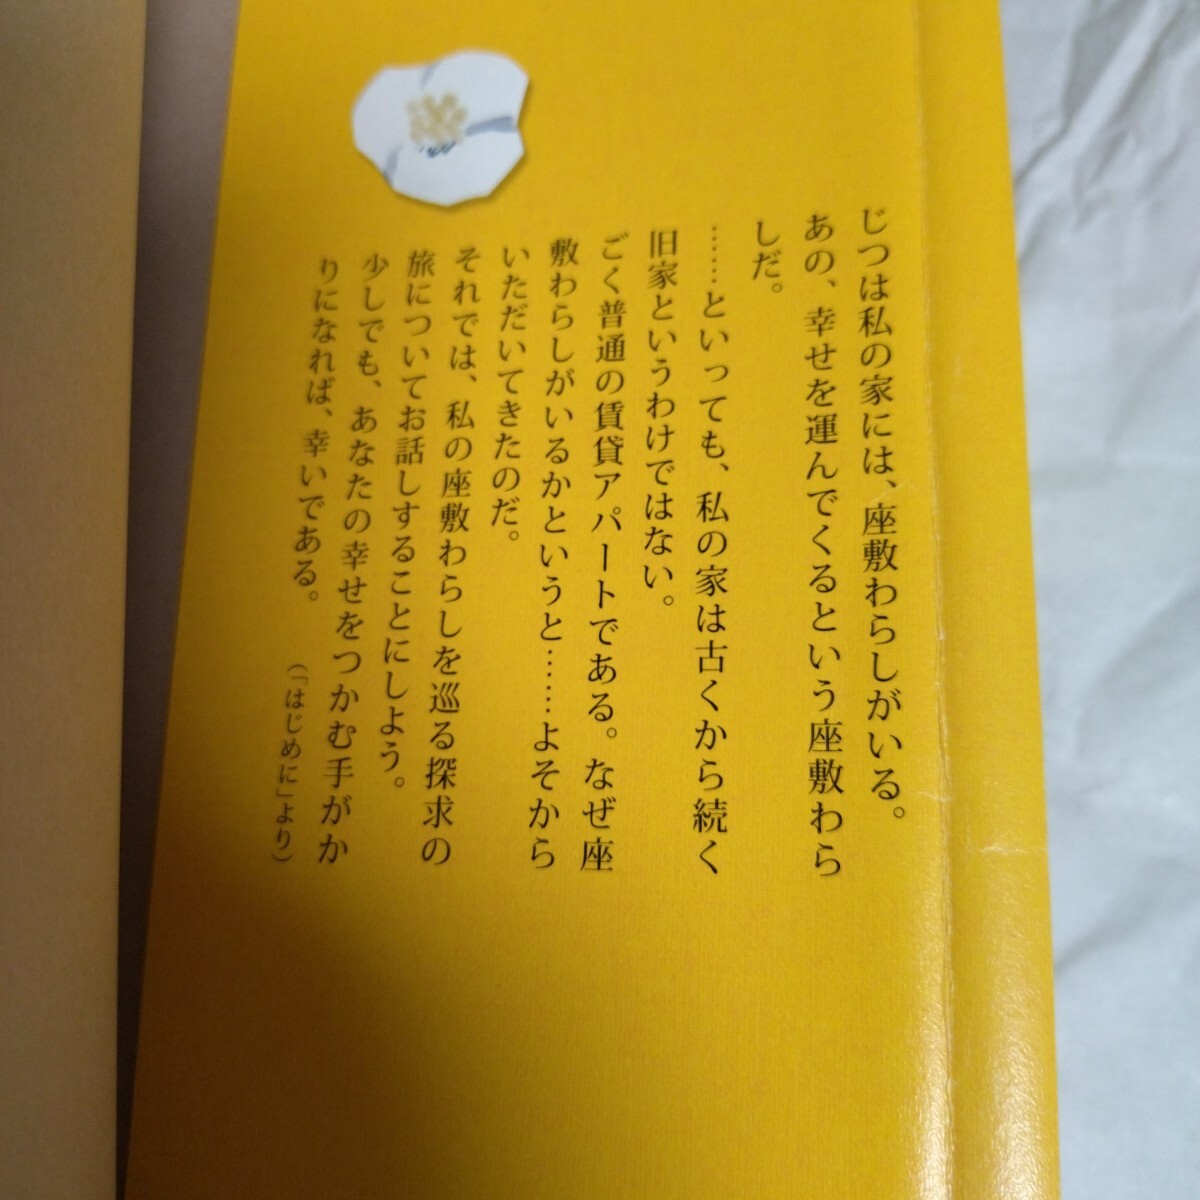 じつは私の家には、座敷わらしがいる。
あの、幸せを運んでくるという座敷わら
しだ。
……といっても、私の家は古くから続く
旧家というわけではない。
ごく普通の賃貸アパートである。なぜ座
敷わらしがいるかというと……よそから
いただいてきたのだ。
それでは、私の座敷わらしを巡る探求の
旅についてお話しすることにしよう。
少しでも、あなたの幸せをつかむ手がか
りになれば、幸いである。
（「はじめに」より）